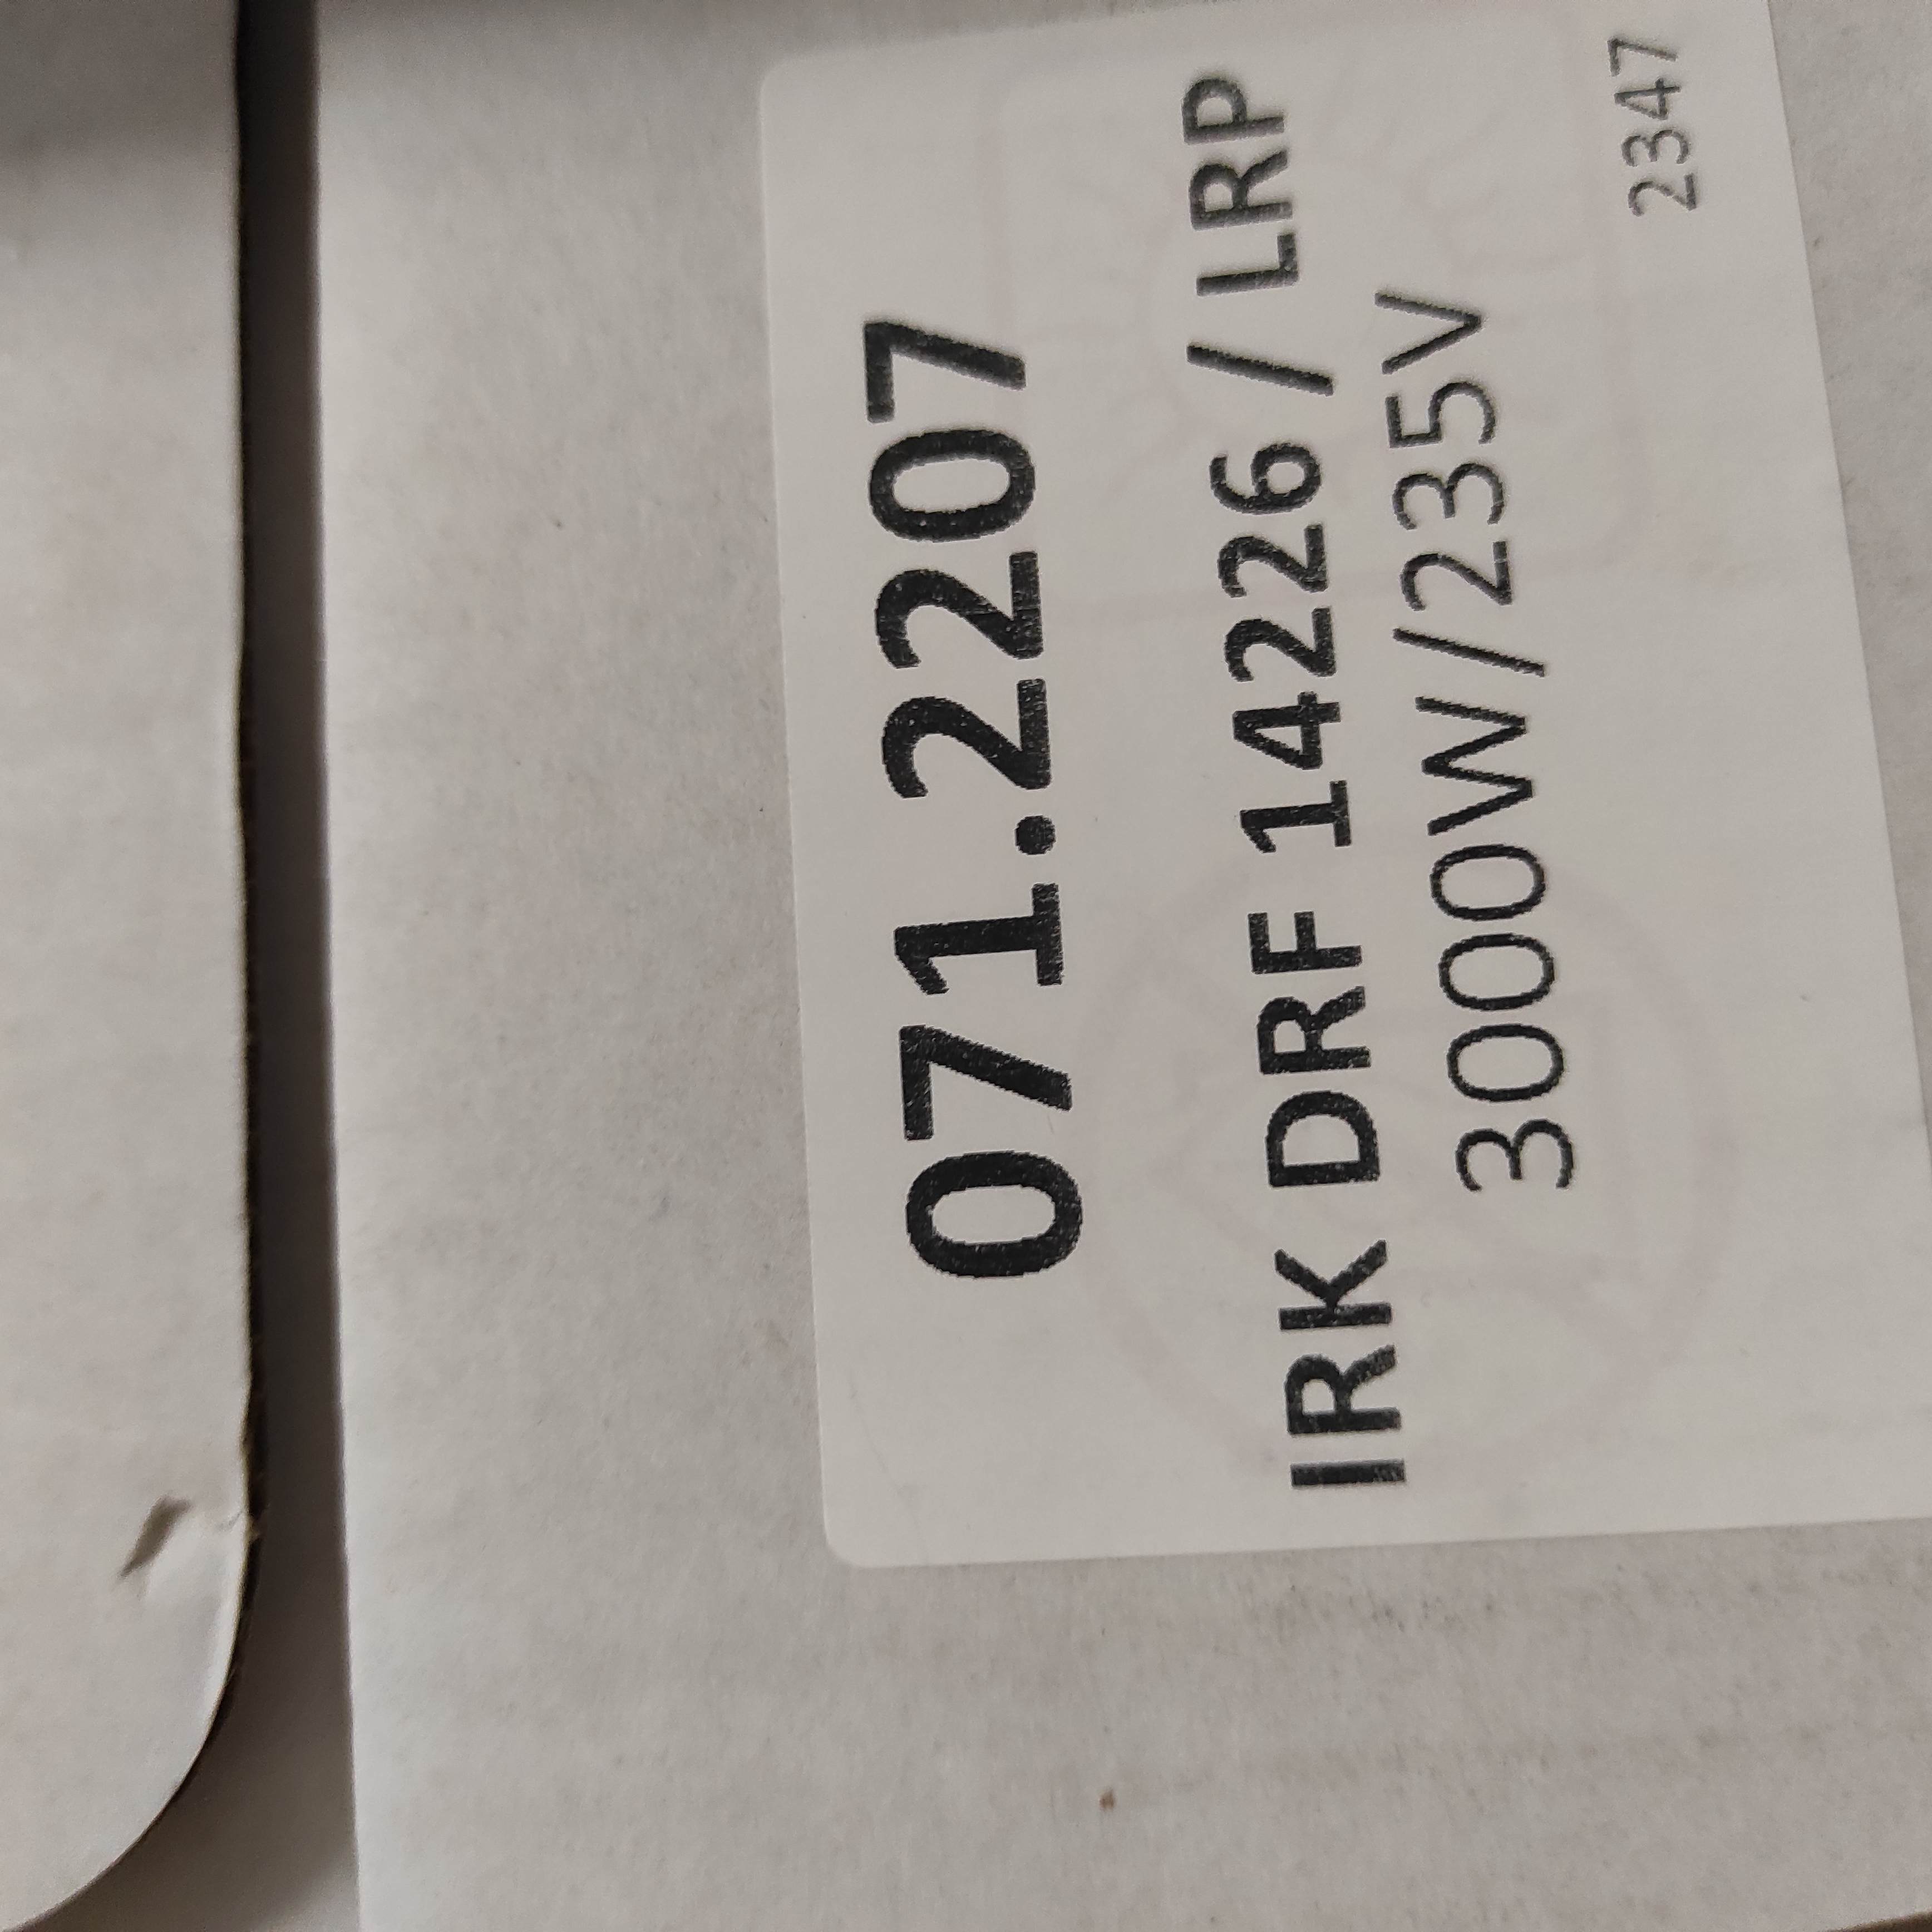 071.2207
IRK DRF 14226 / LRP
3000W/235V
2347